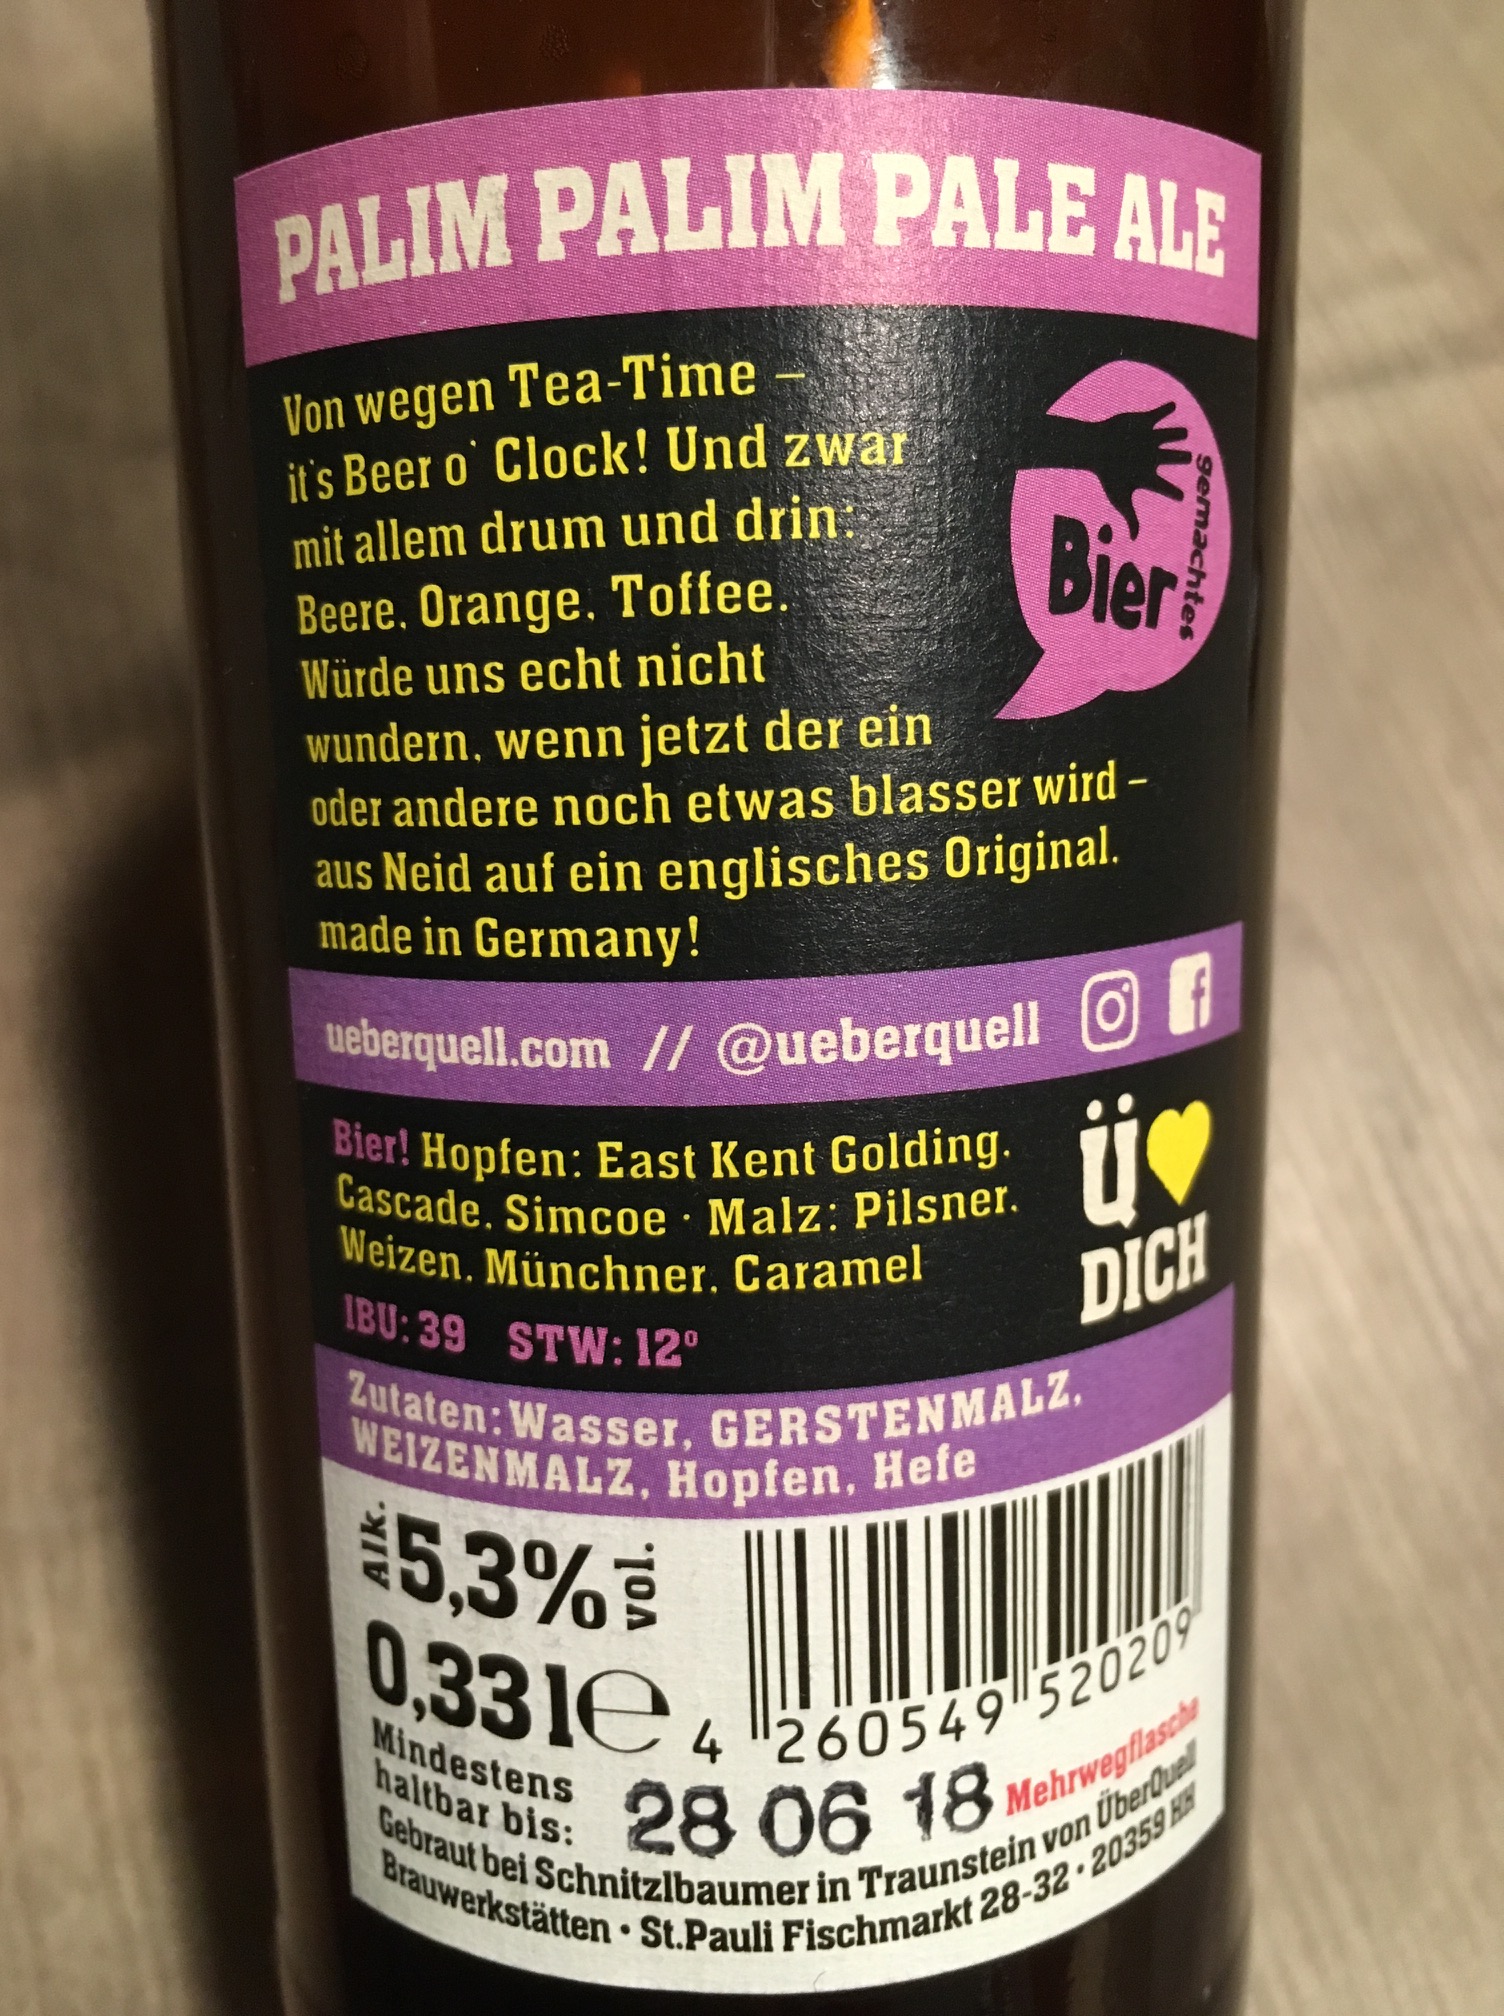 PALIM PALIM PALE ALE
Von wegen Tea-Time –
it's Beer o' Clock! Und zwar
mit allem drum und drin:
Beere, Orange, Toffee.
Würde uns echt nicht
wundern, wenn jetzt der ein
oder andere noch etwas blasser wird –
aus Neid auf ein englisches Original,
made in Germany!
gemachtes
Bier
ueberquell.com // @ueberquell
Bier! Hopfen: East Kent Golding,
Cascade, Simcoe · Malz: Pilsner,
Weizen, Münchner, Caramel
IBU: 39 STW: 12°
Ü
DICH
Zutaten: Wasser, GERSTENMALZ,
WEIZENMALZ, Hopfen, Hefe
Alk. 5,3% vol.
0,33 l e
4 260549 520209
Mindestens
haltbar bis: 28 06 18
Mehrwegflasche
Gebraut bei Schnitzlbaumer in Traunstein von ÜberQuell
Brauwerkstätten • St.Pauli Fischmarkt 28-32 • 20359 HH